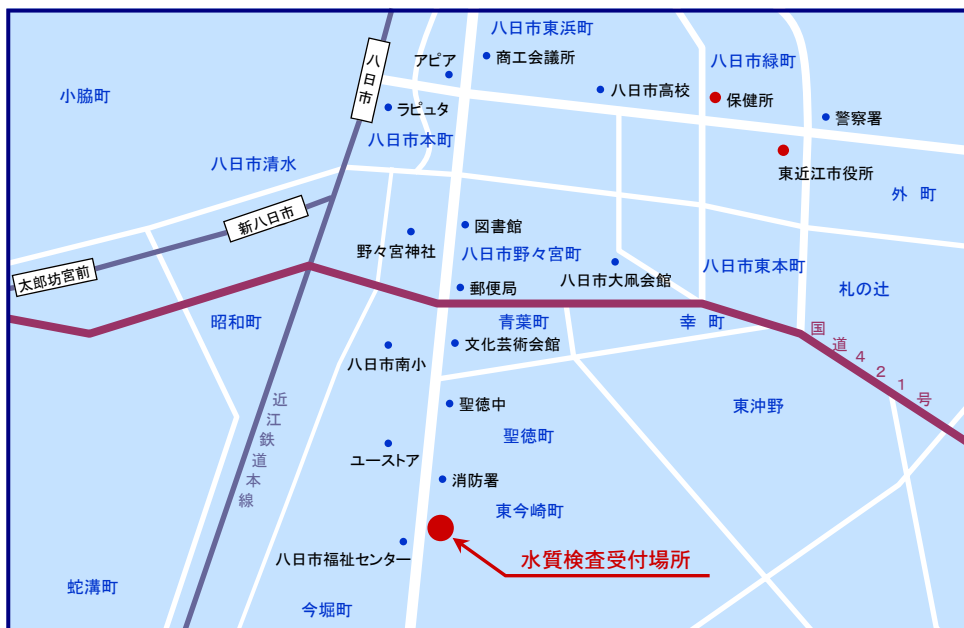 八日市東浜町
商工会議所
アピア
八日市
八日市緑町
小脇町
八日市高校
保健所
ラピュタ
警察署
八日市本町
八日市清水
東近江市役所
外 町
新八日市
図書館
野々宮神社
八日市野々宮町
八日市大凧会館
八日市東本町
太郎坊宮前
郵便局
札の辻
昭和町
青葉町
幸 町
国道421号
文化芸術会館
八日市南小
近江鉄道本線
聖徳中
東沖野
聖徳町
ユーストア
消防署
東今崎町
八日市福祉センター
水質検査受付場所
蛇溝町
今堀町